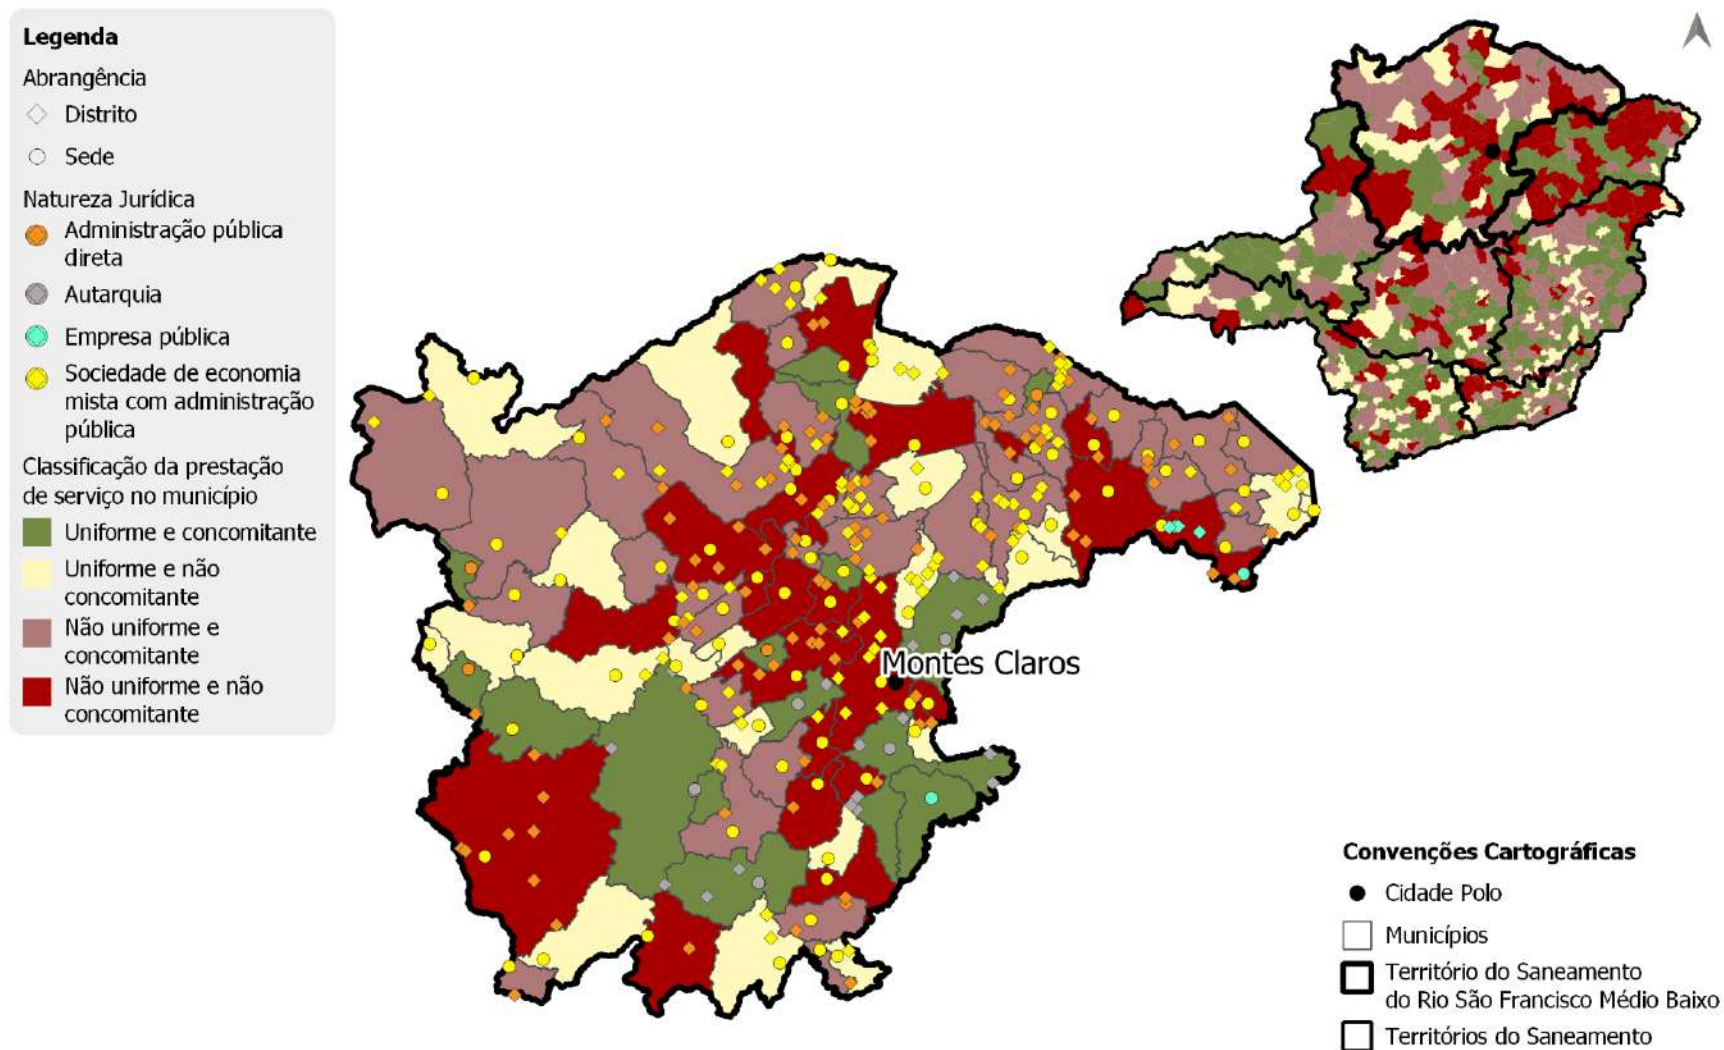 Legenda
Abrangência
Distrito
Sede
Natureza Jurídica
Administração pública
direta
Autarquia
Empresa pública
Sociedade de economia
mista com administração
pública
Classificação da prestação
de serviço no município
Uniforme e concomitante
Uniforme e não
concomitante
Não uniforme e
concomitante
Não uniforme e não
concomitante
Montes Claros
Convenções Cartográficas
Cidade Polo
Municípios
Território do Saneamento
do Rio São Francisco Médio Baixo
Territórios do Saneamento